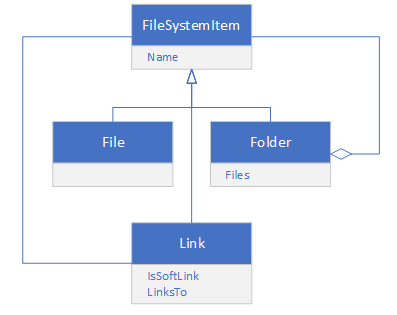 FileSystemItem
Name
File
Folder
Files
Link
IsSoftLink
LinksTo